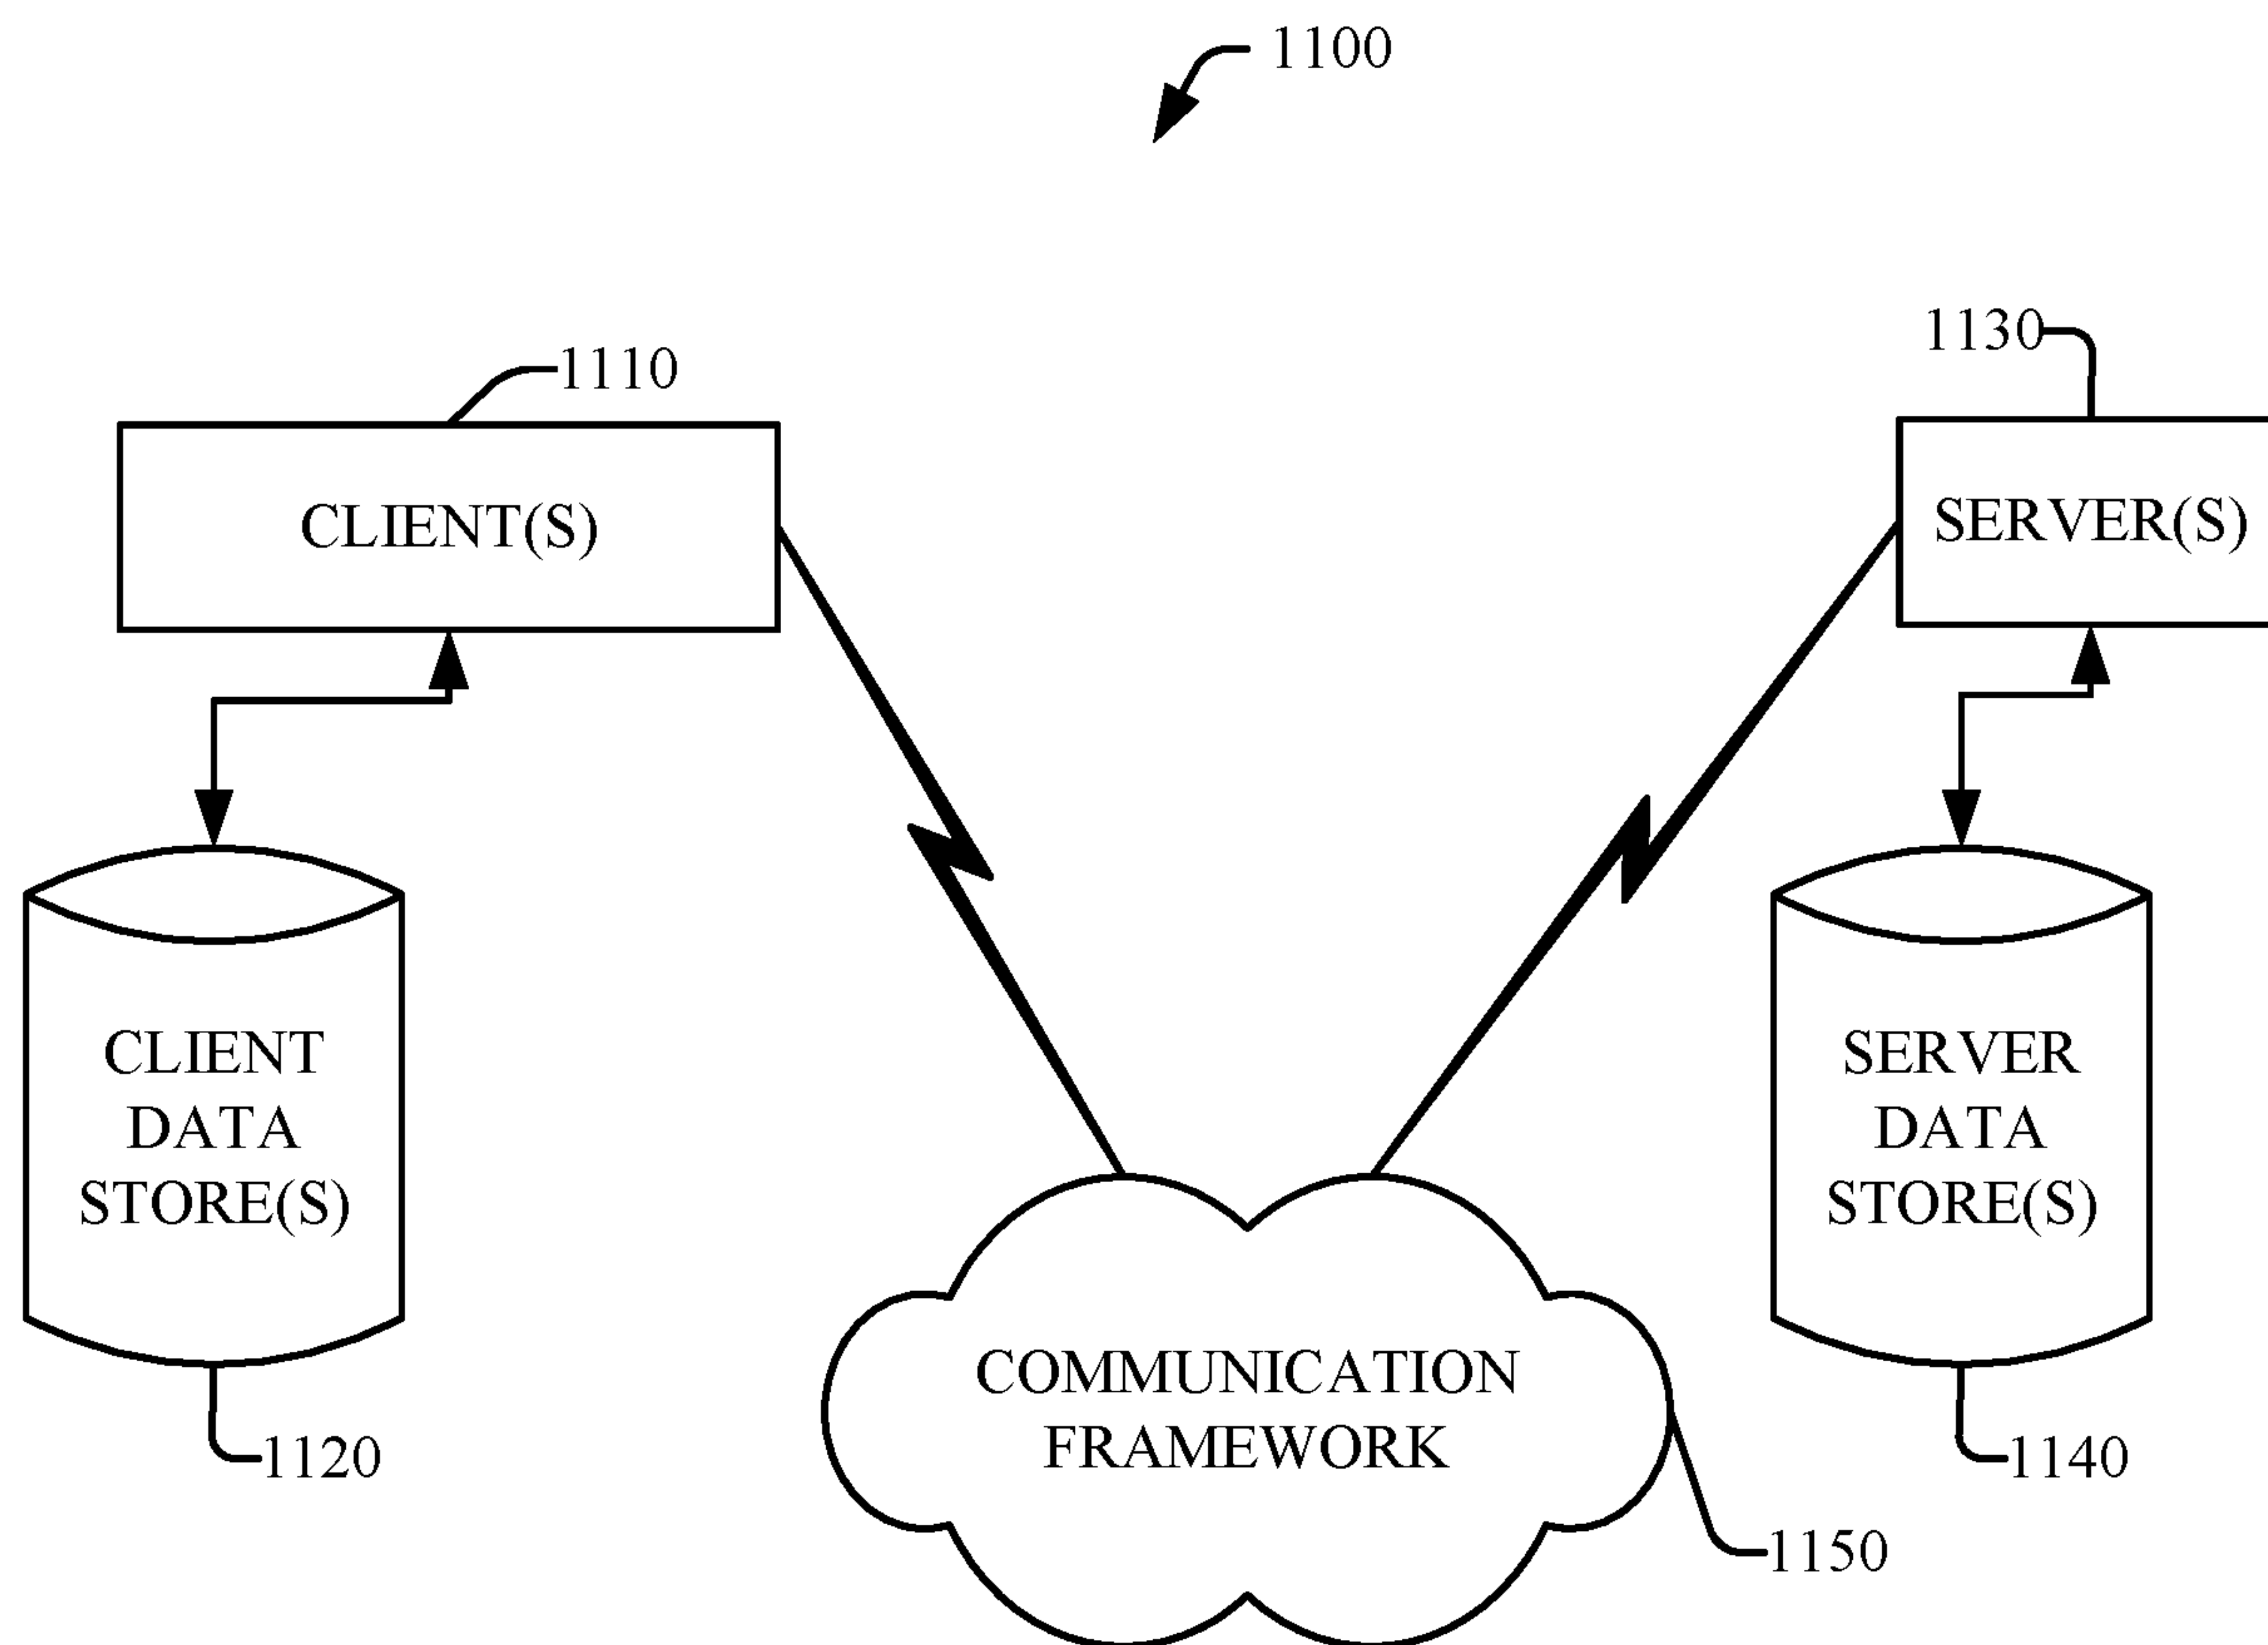 1100
1130
1110
CLIENT(S)
SERVER(S)
CLIENT
DATA
STORE(S)
SERVER
DATA
STORE(S)
COMMUNICATION
FRAMEWORK
1120
1140
1150